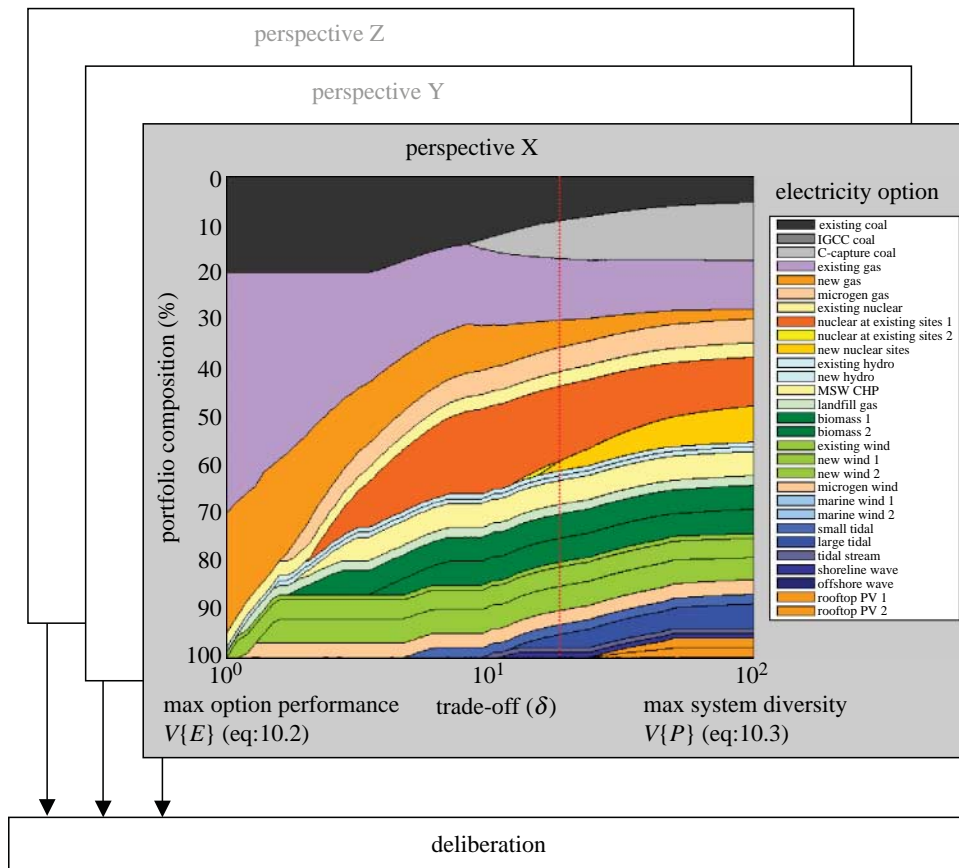 perspective Z
perspective Y
perspective X
electricity option
portfolio composition (%)
0
10
20
30
40
50
60
70
80
90
100
10⁰
10¹
10²
trade-off (δ)
max option performance
V{E} (eq:10.2)
max system diversity
V{P} (eq:10.3)
existing coal
IGCC coal
C-capture coal
existing gas
new gas
microgen gas
existing nuclear
nuclear at existing sites 1
nuclear at existing sites 2
new nuclear sites
existing hydro
new hydro
MSW CHP
landfill gas
biomass 1
biomass 2
existing wind
new wind 1
new wind 2
microgen wind
marine wind 1
marine wind 2
small tidal
large tidal
tidal stream
shoreline wave
offshore wave
rooftop PV 1
rooftop PV 2
deliberation